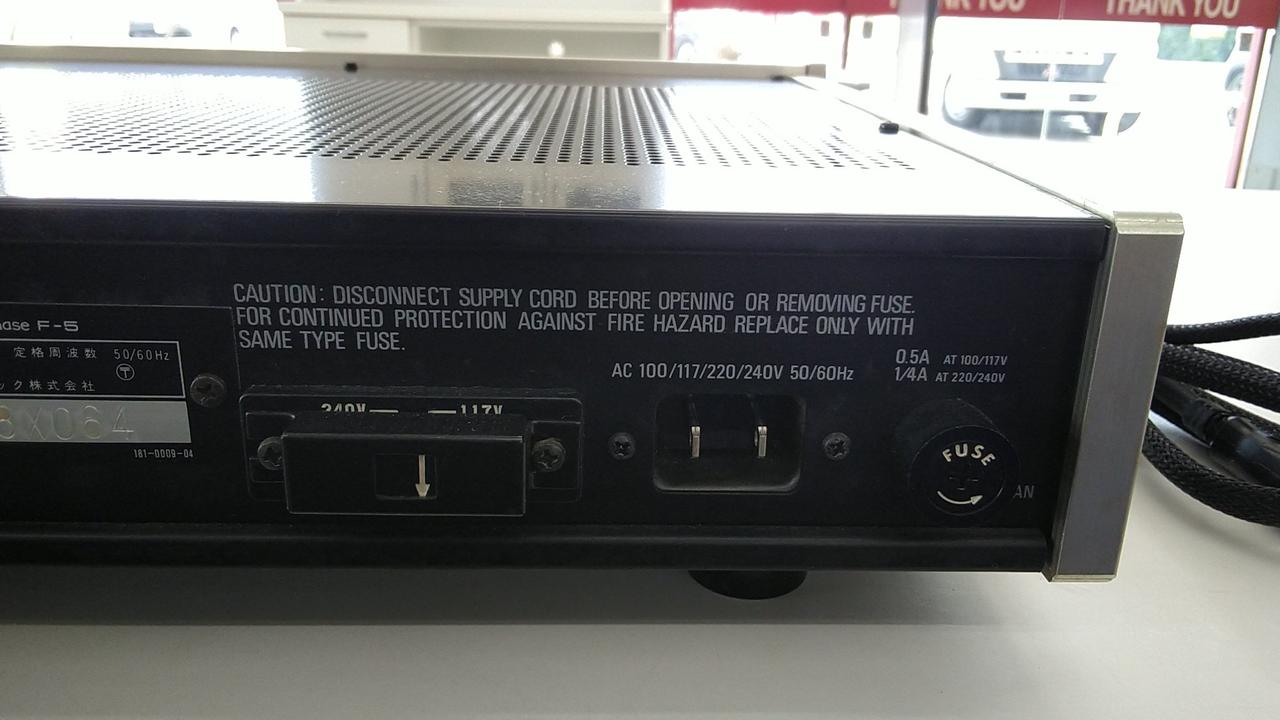 THANK YOU
THANK YOU
CAUTION: DISCONNECT SUPPLY CORD BEFORE OPENING OR REMOVING FUSE.
FOR CONTINUED PROTECTION AGAINST FIRE HAZARD REPLACE ONLY WITH
SAME TYPE FUSE.
ase F-5
定格周波数 50/60Hz
〒
ック株式会社
8X064
181-0009-04
240V 117V
AC 100/117/220/240V 50/60Hz
0.5A AT 100/117V
1/4A AT 220/240V
FUSE
AN